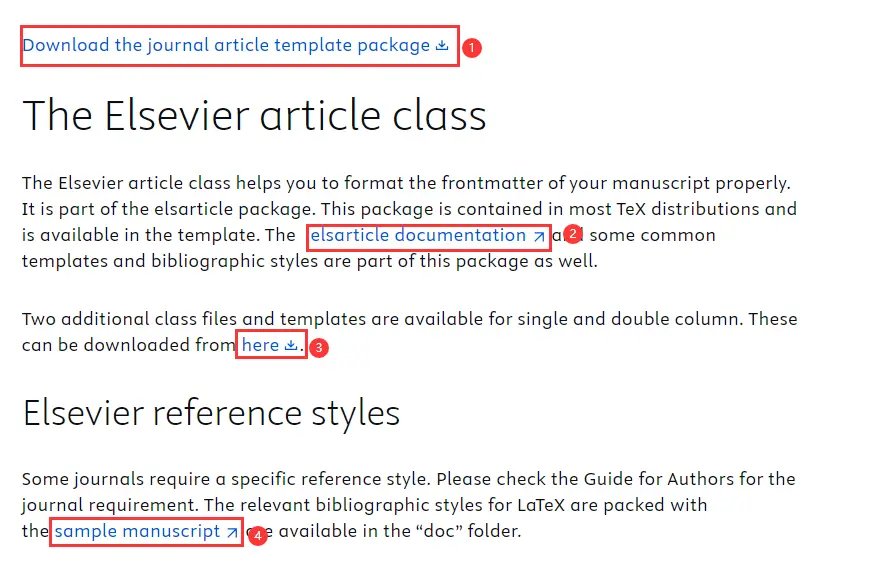 Download the journal article template package 1
The Elsevier article class
The Elsevier article class helps you to format the frontmatter of your manuscript properly.
It is part of the elsarticle package. This package is contained in most TeX distributions and
is available in the template. The elsarticle documentation 2 and some common
templates and bibliographic styles are part of this package as well.
Two additional class files and templates are available for single and double column. These
can be downloaded from here. 3
Elsevier reference styles
Some journals require a specific reference style. Please check the Guide for Authors for the
journal requirement. The relevant bibliographic styles for LaTeX are packed with
the sample manuscript 4 are available in the “doc” folder.